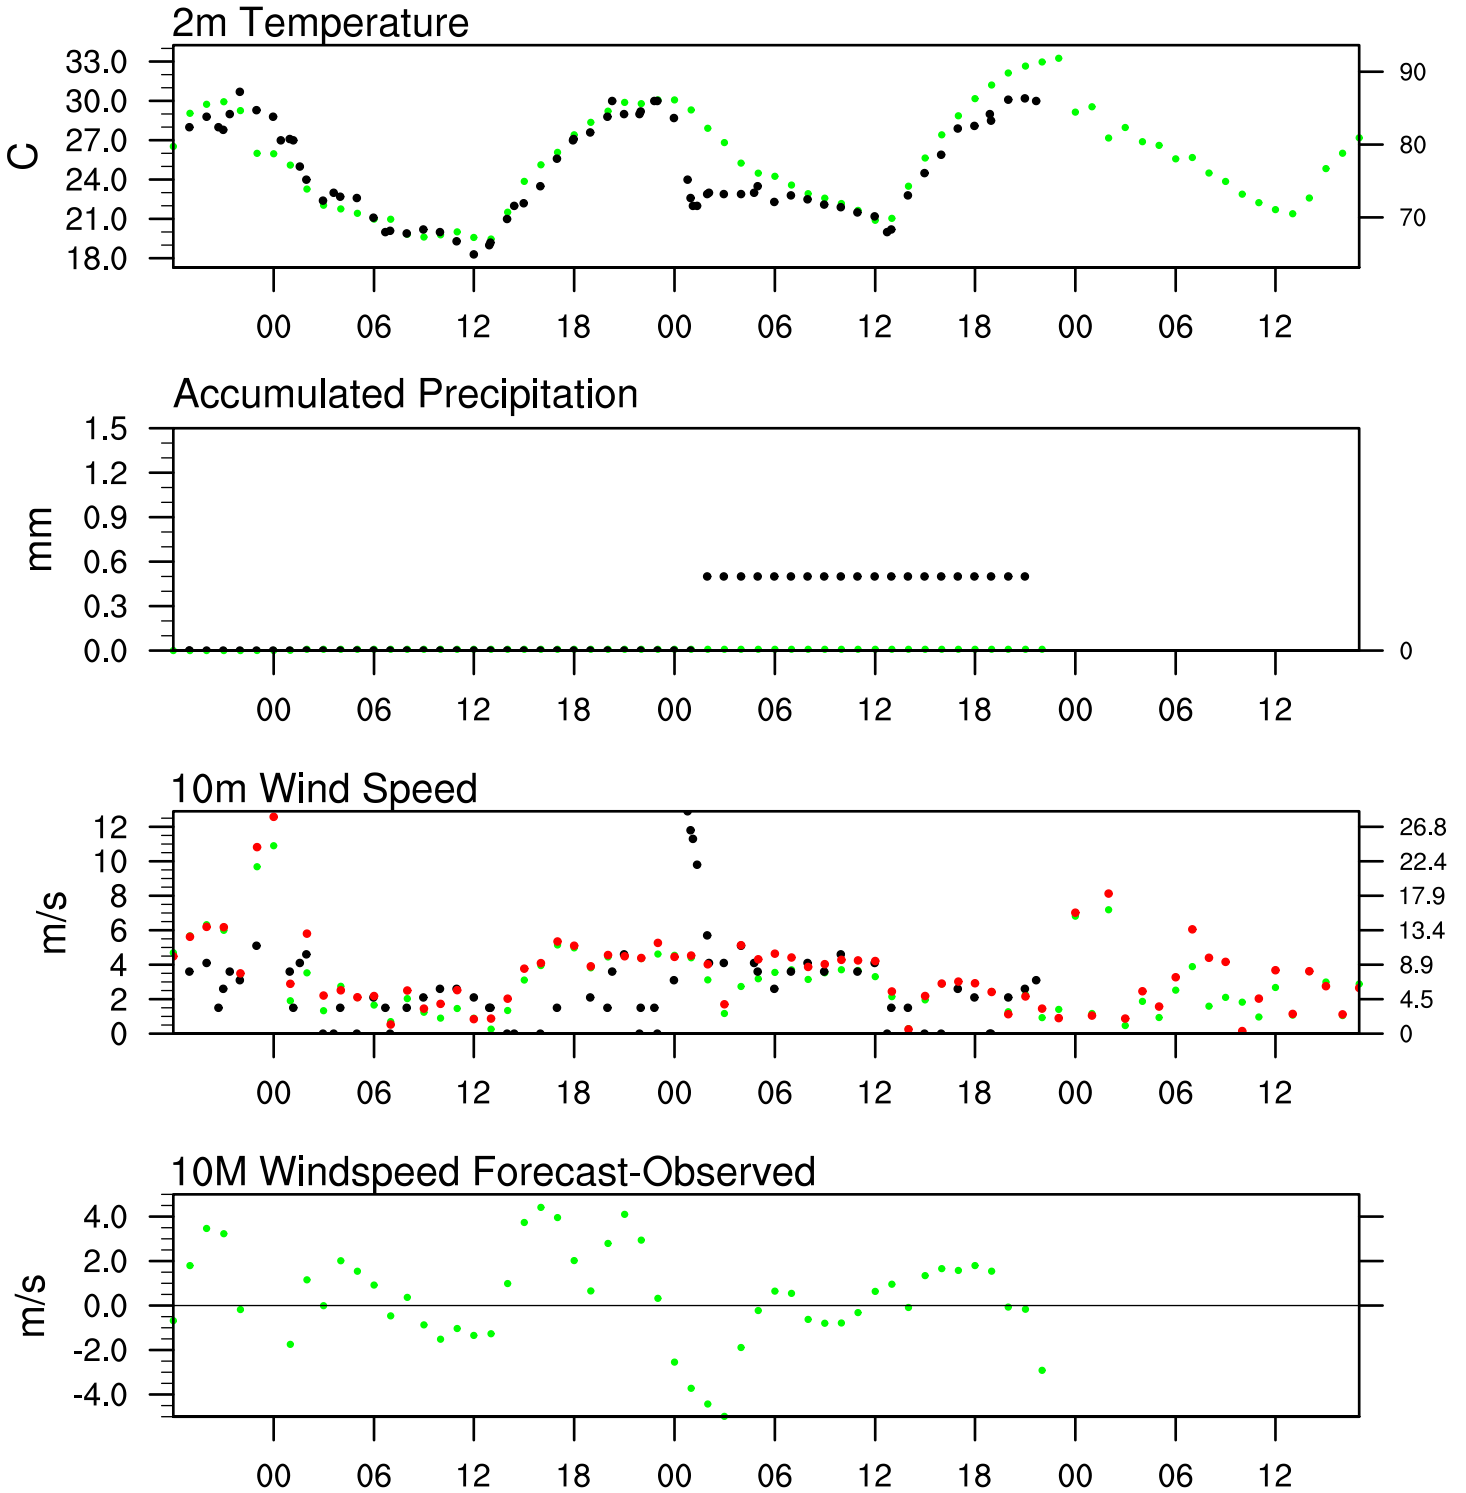 2m Temperature
33.0
30.0
27.0
24.0
21.0
18.0
C
90
80
70
00 06 12 18 00 06 12 18 00 06 12
Accumulated Precipitation
1.5
1.2
0.9
0.6
0.3
0.0
mm
0
00 06 12 18 00 06 12 18 00 06 12
10m Wind Speed
12
10
8
6
4
2
0
m/s
26.8
22.4
17.9
13.4
8.9
4.5
0
00 06 12 18 00 06 12 18 00 06 12
10M Windspeed Forecast-Observed
4.0
2.0
0.0
-2.0
-4.0
m/s
00 06 12 18 00 06 12 18 00 06 12